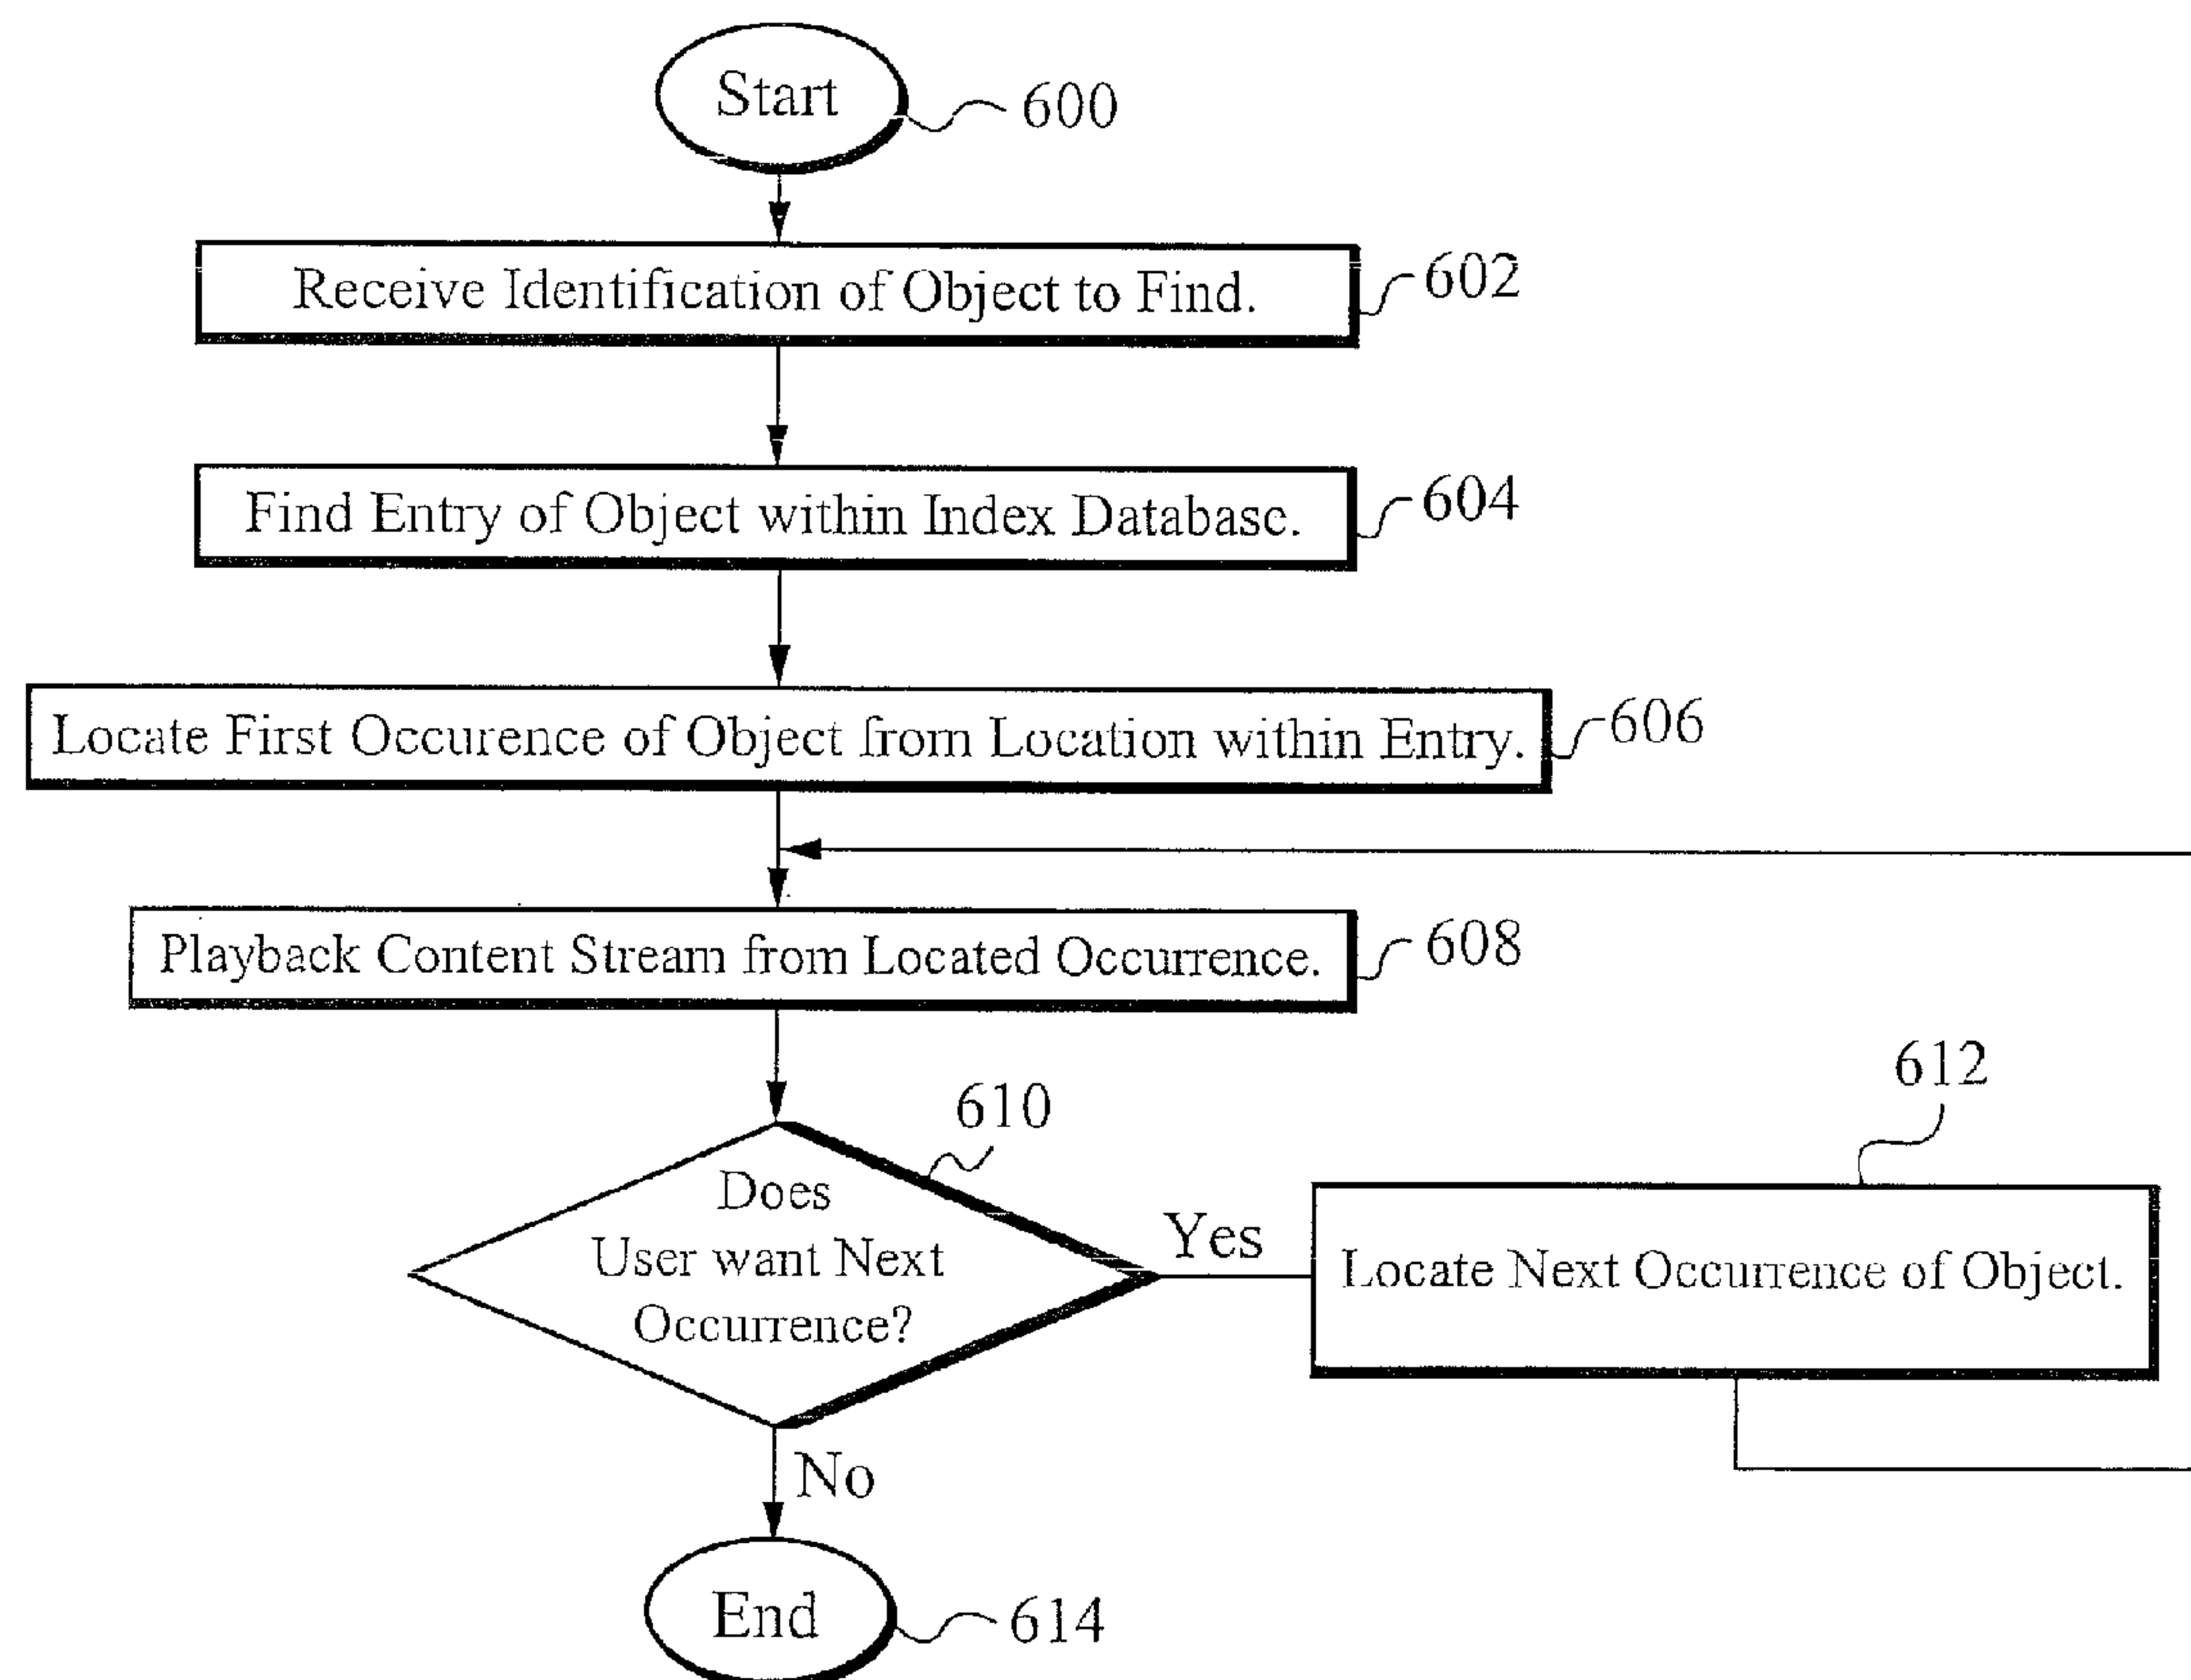 Start
600
Receive Identification of Object to Find.
602
Find Entry of Object within Index Database.
604
Locate First Occurence of Object from Location within Entry.
606
Playback Content Stream from Located Occurrence.
608
610
Does
User want Next
Occurrence?
Yes
612
Locate Next Occurrence of Object.
No
End
614